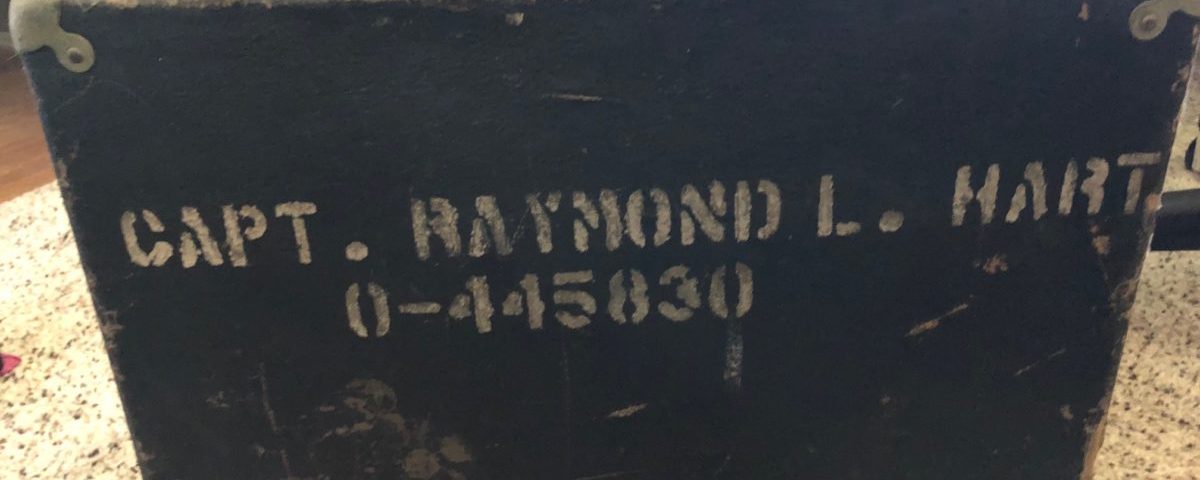 CAPT. RAYMOND L. HART
0-445830